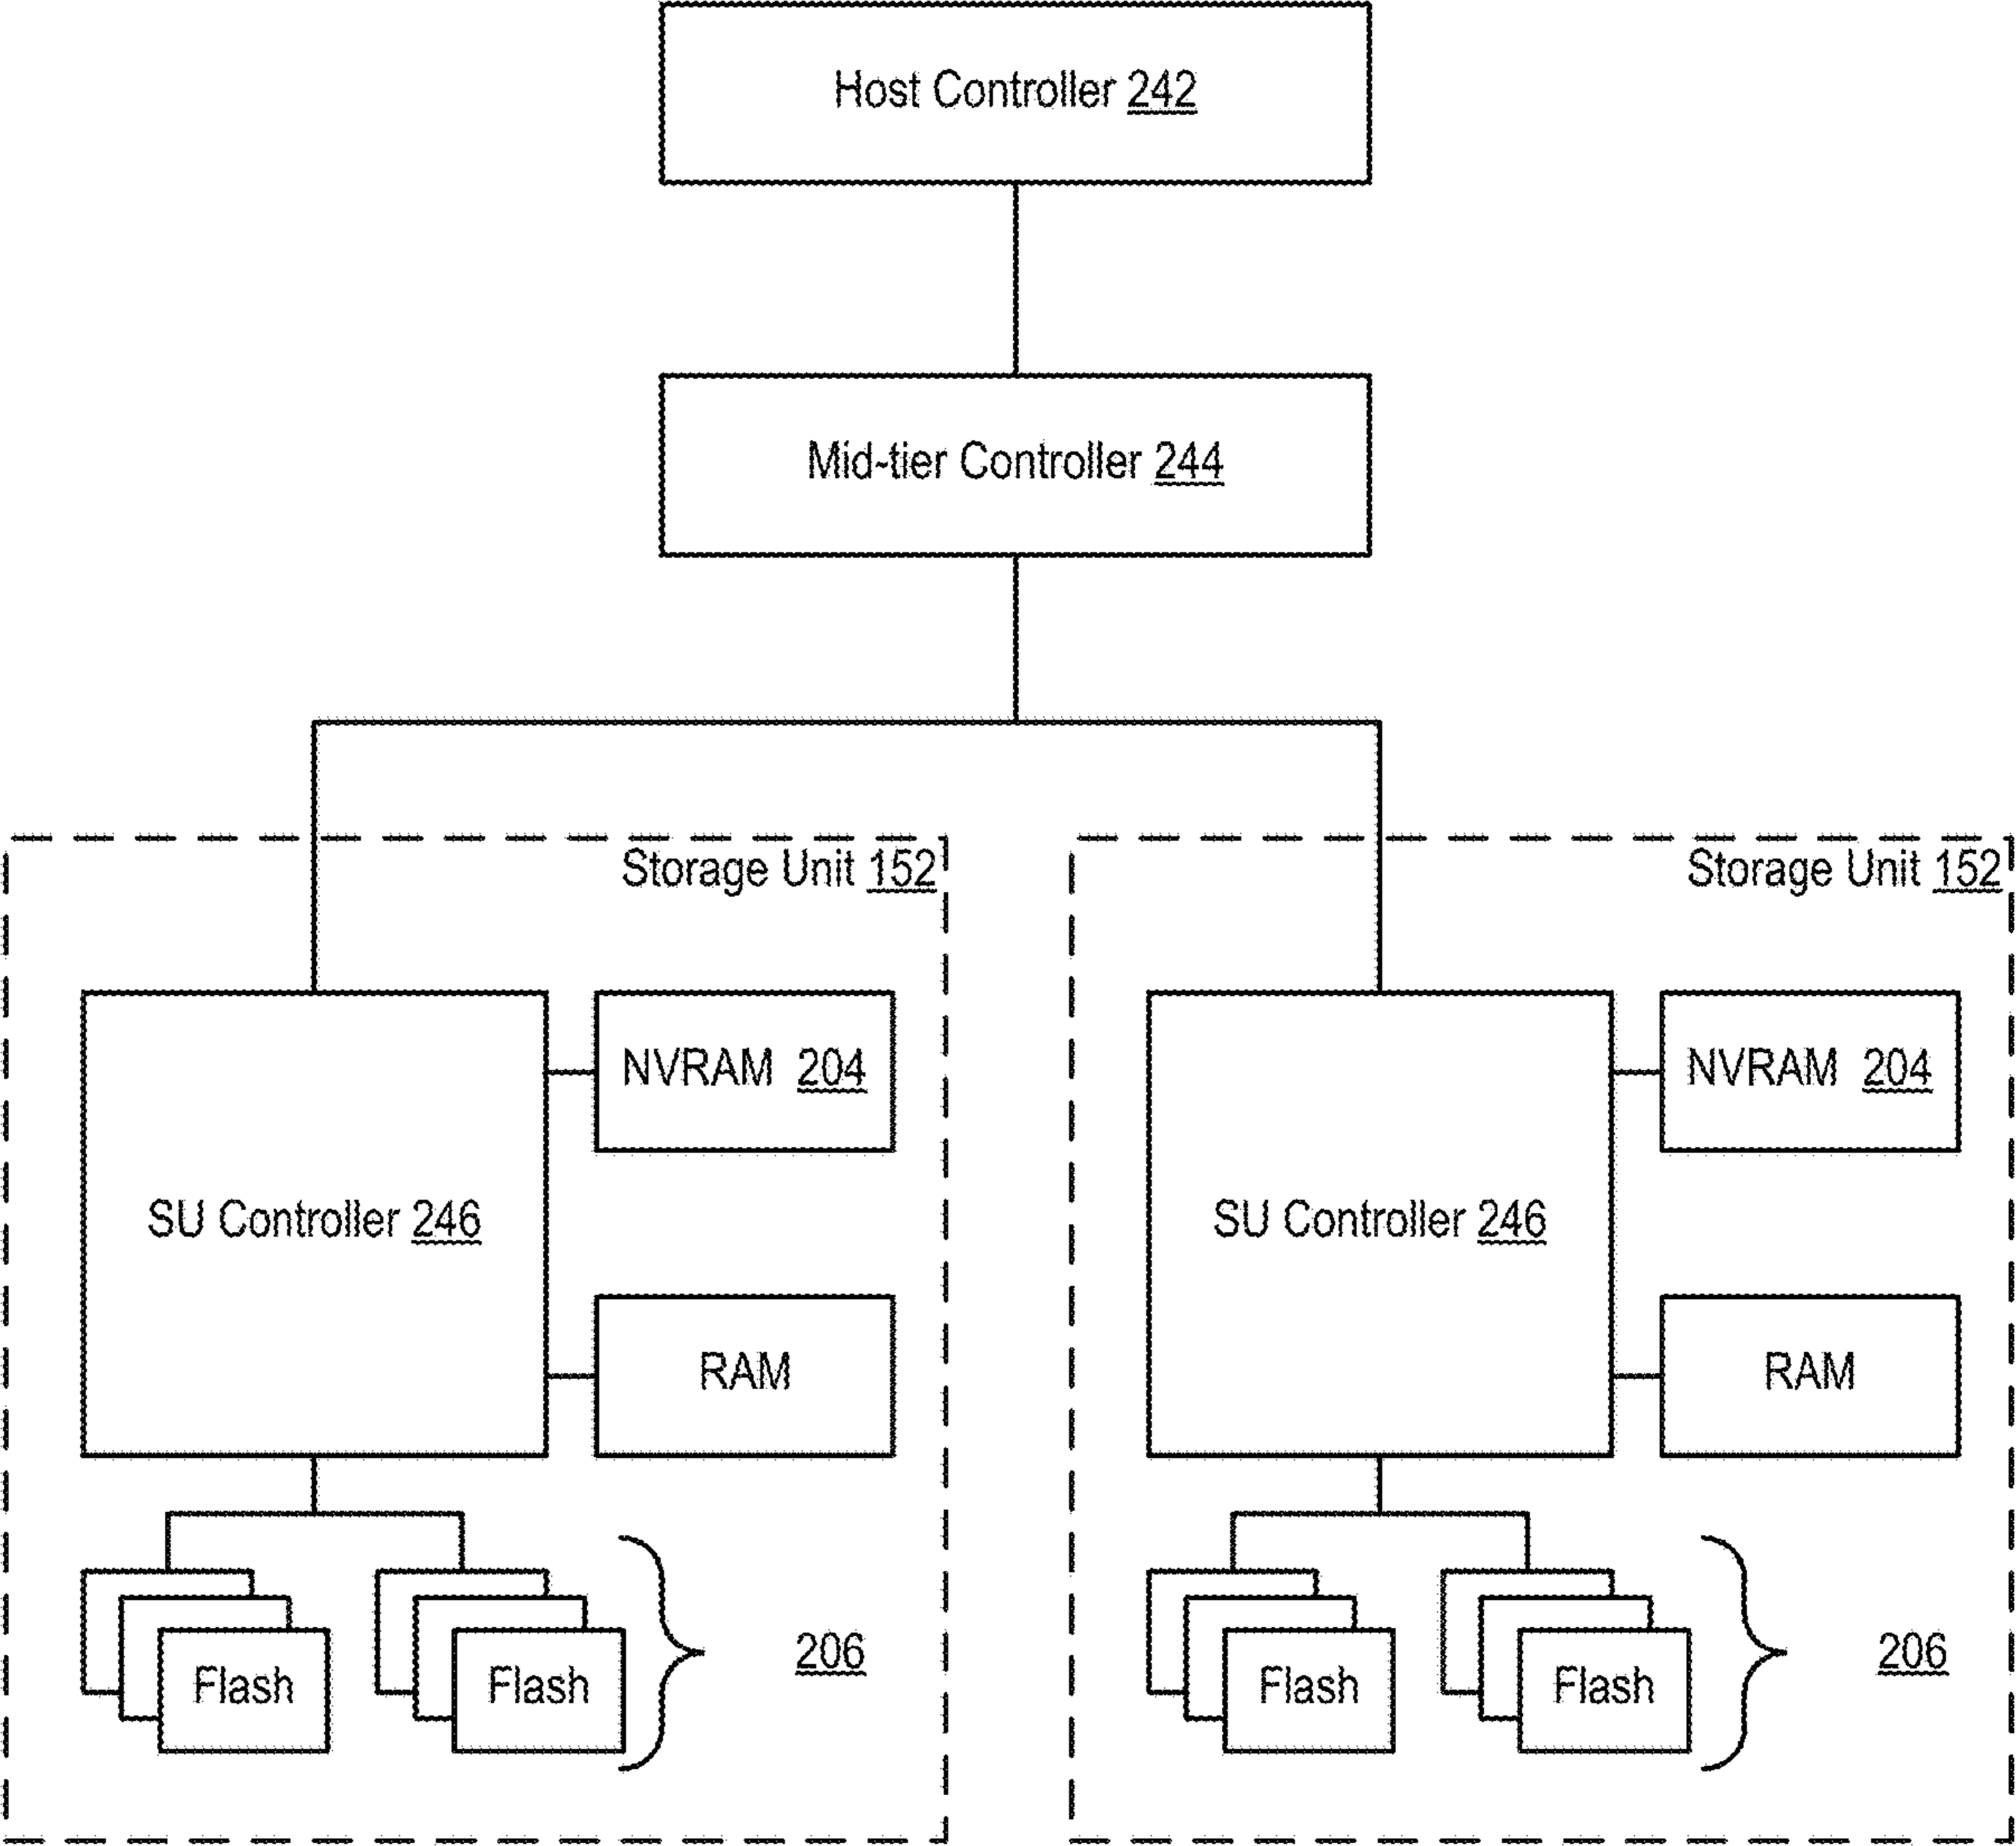 Host Controller 242
Mid-tier Controller 244
Storage Unit 152
Storage Unit 152
NVRAM 204
NVRAM 204
SU Controller 246
SU Controller 246
RAM
RAM
206
206
Flash
Flash
Flash
Flash